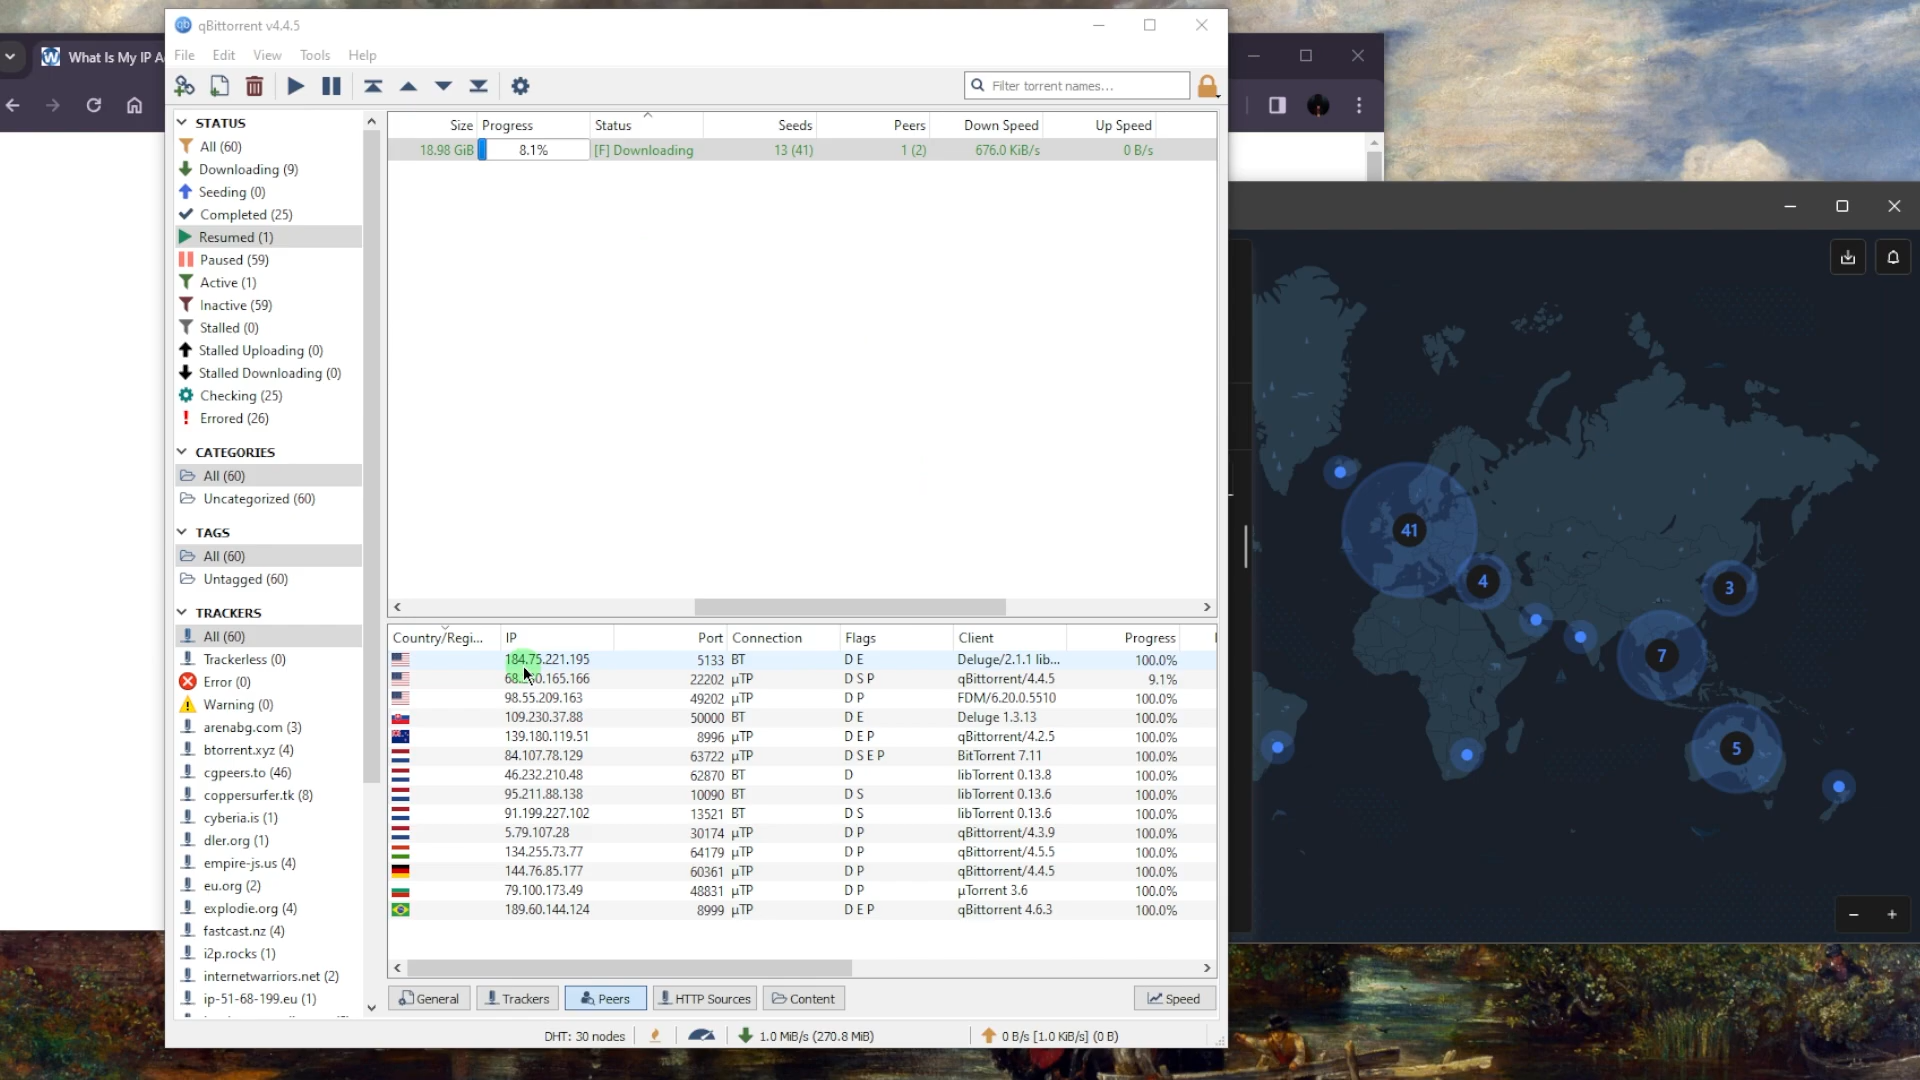 qb qBittorrent v4.4.5
What Is My IP A
File Edit View Tools Help
Filter torrent names...
STATUS
All (60)
Downloading (9)
Seeding (0)
Completed (25)
Resumed (1)
Paused (59)
Active (1)
Inactive (59)
Stalled (0)
Stalled Uploading (0)
Stalled Downloading (0)
Checking (25)
Errored (26)
CATEGORIES
All (60)
Uncategorized (60)
TAGS
All (60)
Untagged (60)
TRACKERS
All (60)
Trackerless (0)
Error (0)
Warning (0)
arenabg.com (3)
btorrent.xyz (4)
cgpeers.to (46)
coppersurfer.tk (8)
cyberia.is (1)
dler.org (1)
empire-js.us (4)
eu.org (2)
explodie.org (4)
fastcast.nz (4)
i2p.rocks (1)
internetwarriors.net (2)
ip-51-68-199.eu (1)
Size Progress Status Seeds Peers Down Speed Up Speed
18.98 GiB 8.1% [F] Downloading 13 (41) 1 (2) 676.0 KiB/s 0 B/s
Country/Regi... IP Port Connection Flags Client Progress
184.75.221.195 5133 BT D E Deluge/2.1.1 lib... 100.0%
22202 μTP D S P qBittorrent/4.4.5 9.1%
98.55.209.163 49202 μTP D P FDM/6.20.0.5510 100.0%
109.230.37.88 50000 BT D E Deluge 1.3.13 100.0%
139.180.119.51 8996 μTP D E P qBittorrent/4.2.5 100.0%
84.107.78.129 63722 μTP D S E P BitTorrent 7.11 100.0%
46.232.210.48 62870 BT D libTorrent 0.13.8 100.0%
95.211.88.138 10090 BT D S libTorrent 0.13.6 100.0%
91.199.227.102 13521 BT D S libTorrent 0.13.6 100.0%
5.79.107.28 30174 μTP D P qBittorrent/4.3.9 100.0%
134.255.73.77 64179 μTP D P qBittorrent/4.5.5 100.0%
144.76.85.177 60361 μTP D P qBittorrent/4.4.5 100.0%
79.100.173.49 48831 μTP D P μTorrent 3.6 100.0%
189.60.144.124 8999 μTP D E P qBittorrent 4.6.3 100.0%
General Trackers Peers HTTP Sources Content Speed
DHT: 30 nodes 1.0 MiB/s (270.8 MiB) 0 B/s [1.0 KiB/s] (0 B)
41
4
3
7
5